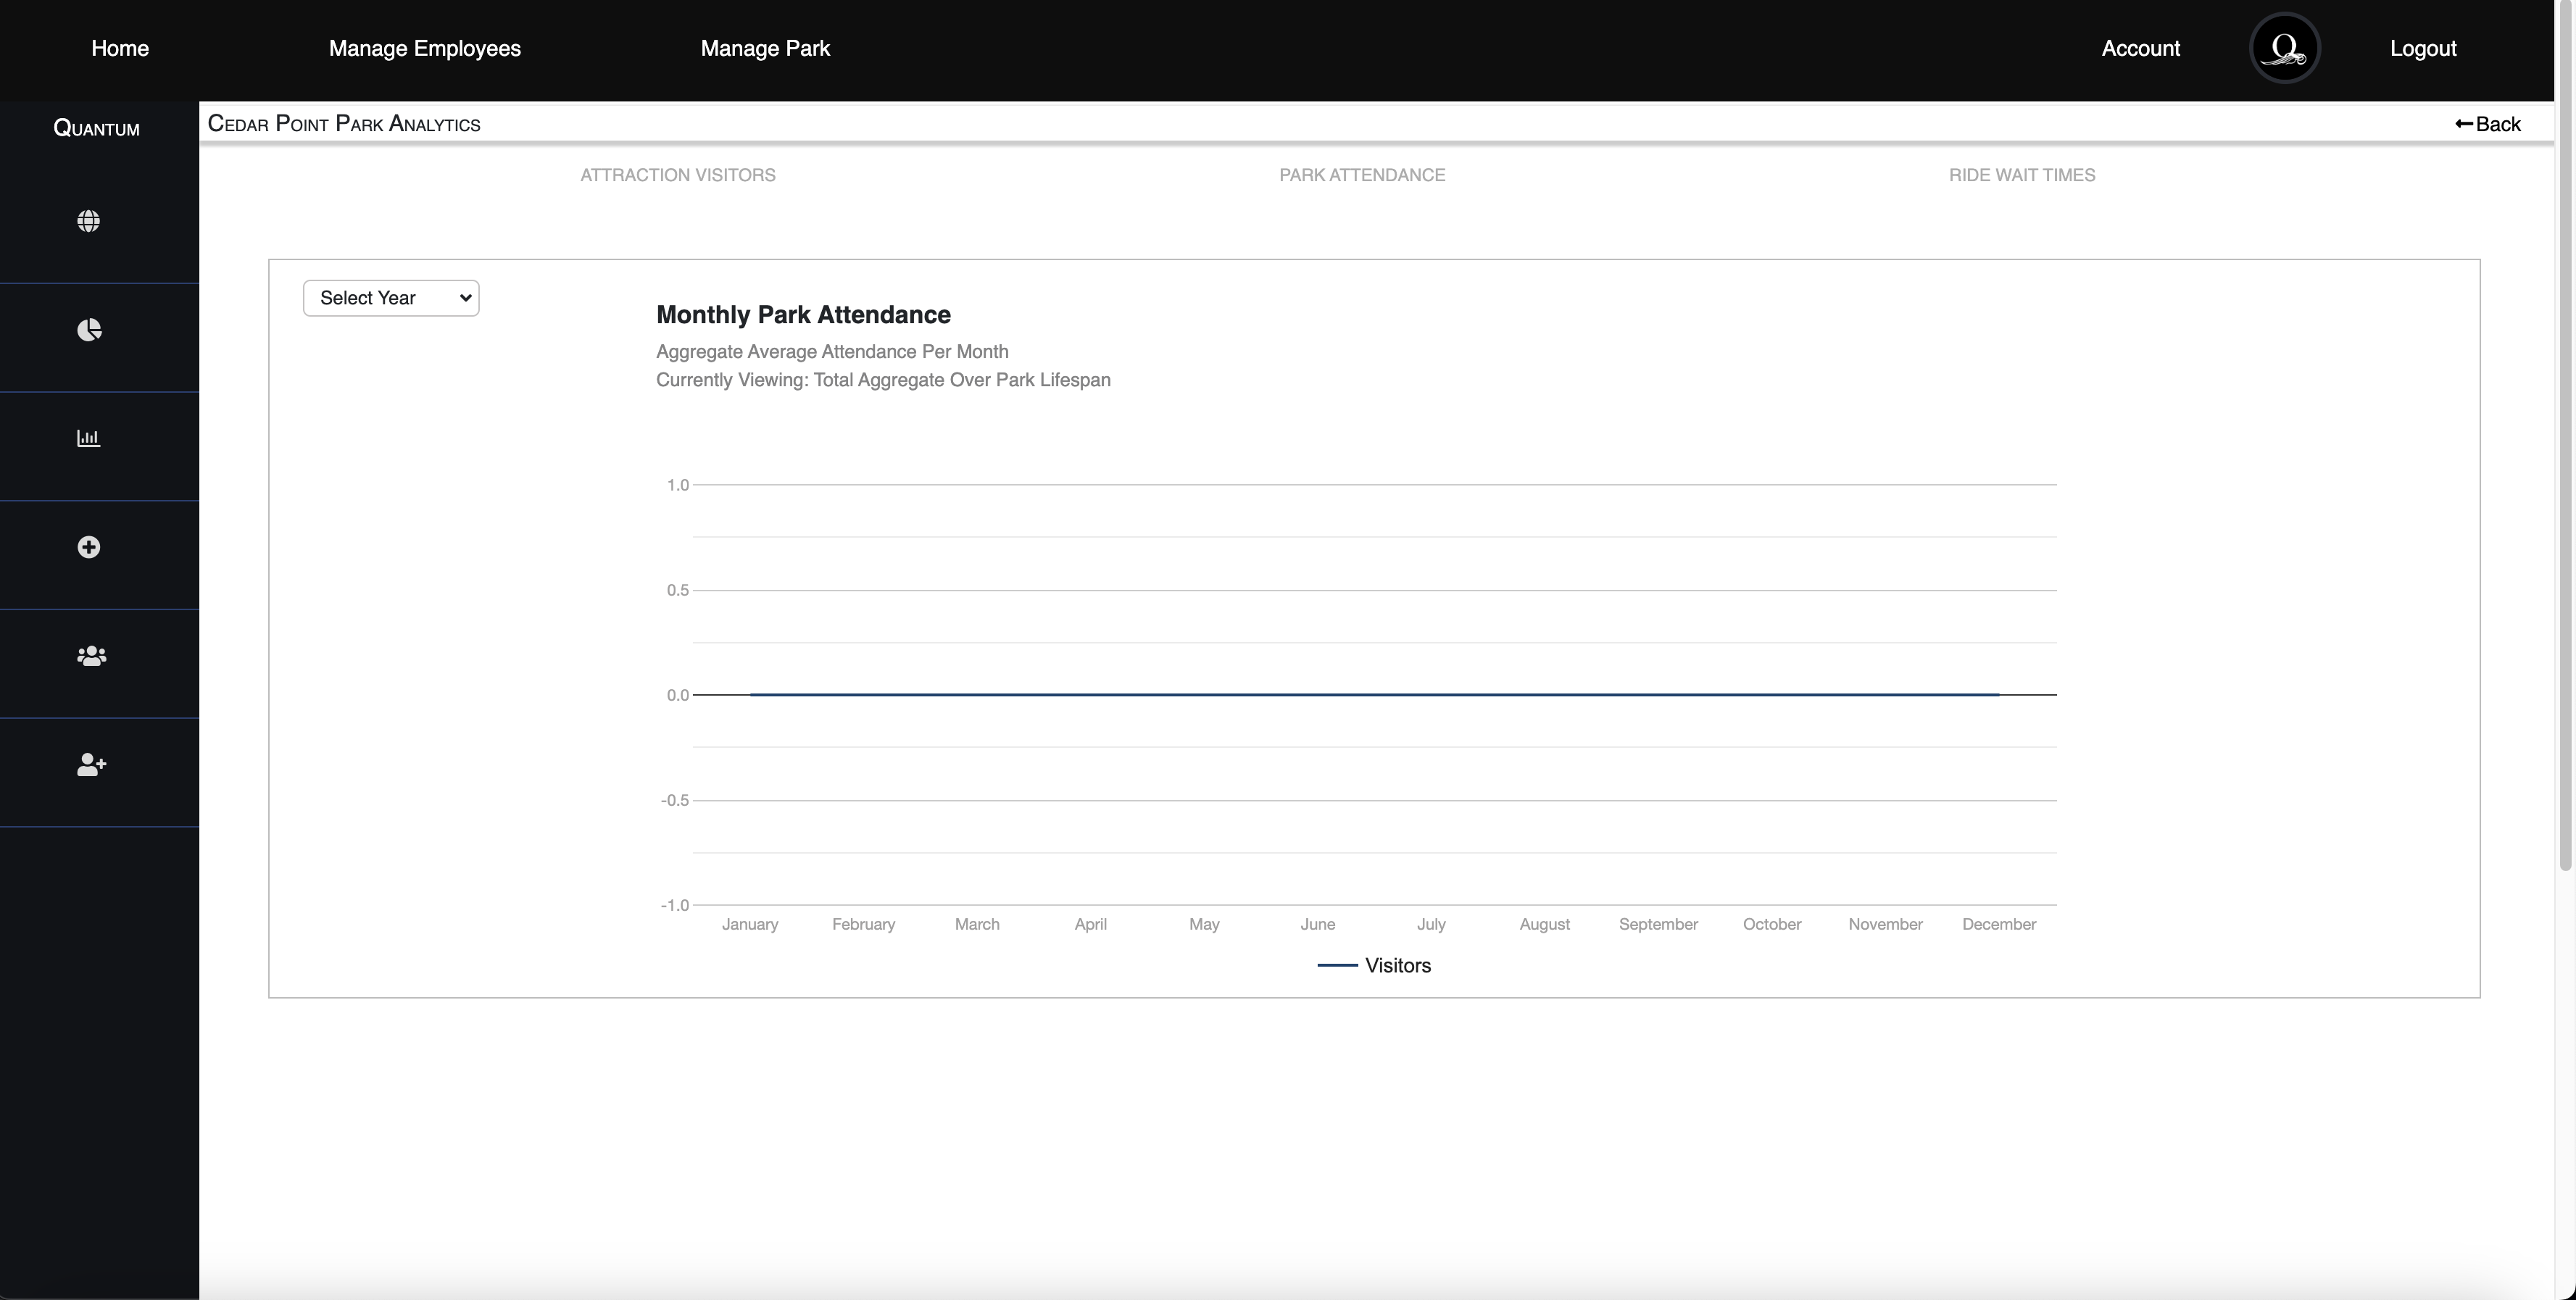 Home Manage Employees Manage Park Account Q Logout
Quantum
Cedar Point Park Analytics ←Back
ATTRACTION VISITORS PARK ATTENDANCE RIDE WAIT TIMES
Select Year
Monthly Park Attendance
Aggregate Average Attendance Per Month
Currently Viewing: Total Aggregate Over Park Lifespan
1.0
0.5
0.0
-0.5
-1.0
January February March April May June July August September October November December
Visitors